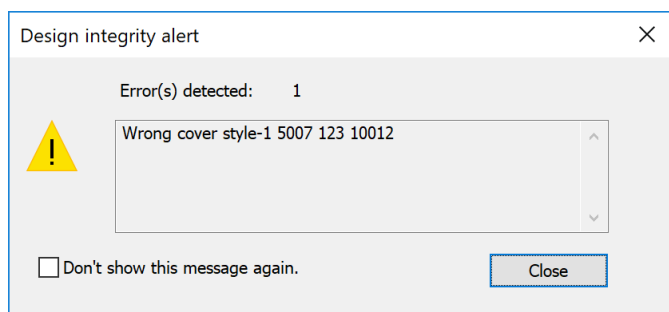 Design integrity alert
Error(s) detected: 1
Wrong cover style-1 5007 123 10012
Don't show this message again.
Close